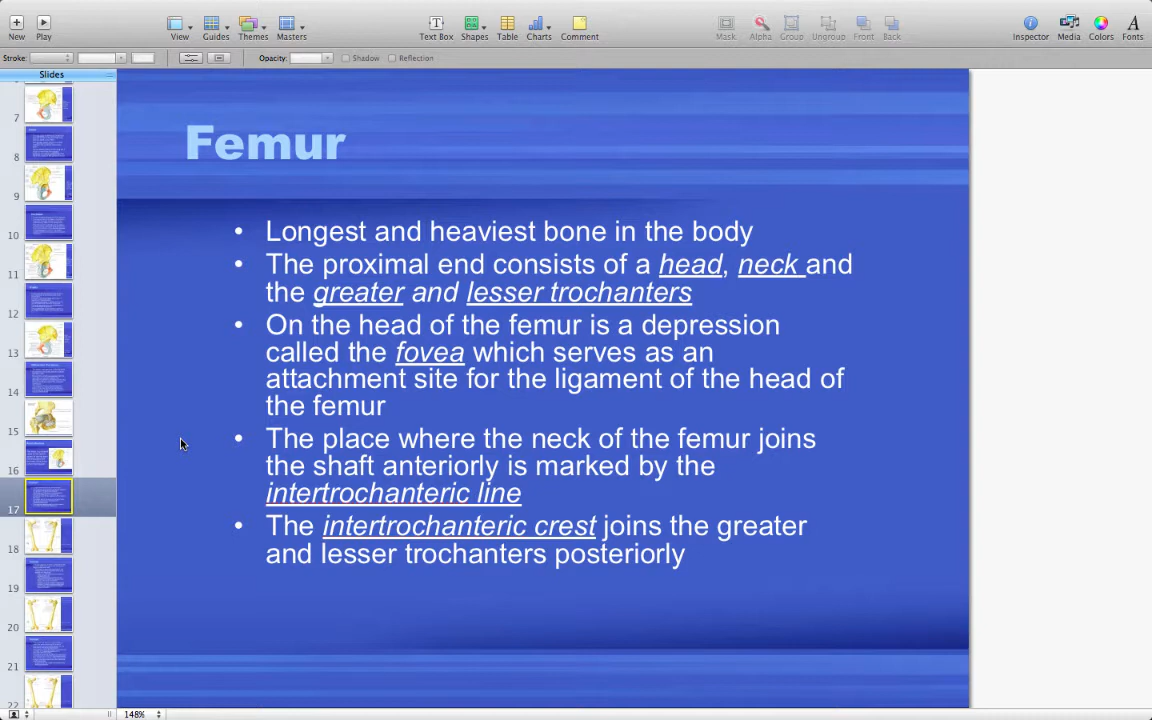 New Play View Guides Themes Masters Text Box Shapes Table Charts Comment Mask Alpha Group Ungroup Front Back Inspector Media Colors Fonts
Stroke: Opacity: Shadow Reflection
Slides
7
8
9
10
11
12
13
14
15
16
17
18
19
20
21
22
Femur
• Longest and heaviest bone in the body
• The proximal end consists of a head, neck and
the greater and lesser trochanters
• On the head of the femur is a depression
called the fovea which serves as an
attachment site for the ligament of the head of
the femur
• The place where the neck of the femur joins
the shaft anteriorly is marked by the
intertrochanteric line
• The intertrochanteric crest joins the greater
and lesser trochanters posteriorly
148%